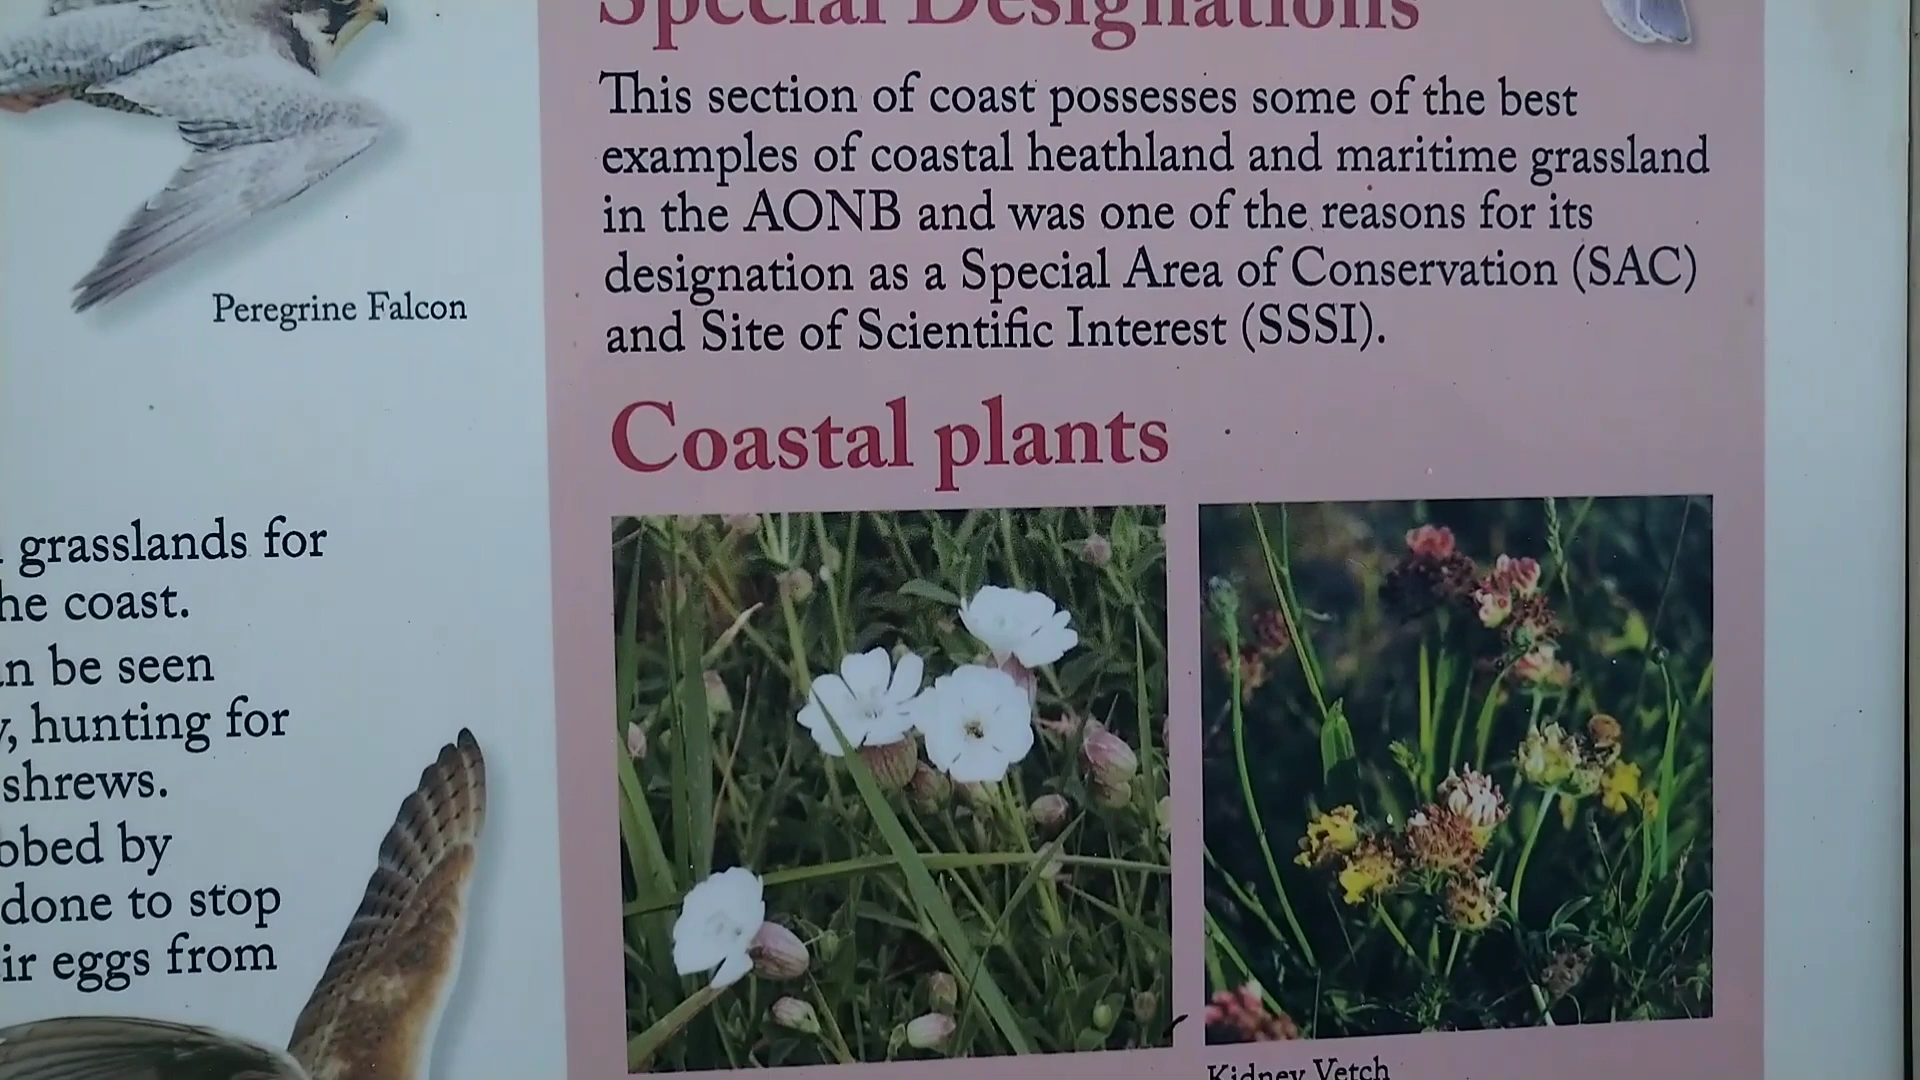 Peregrine Falcon
grasslands for
he coast.
n be seen
, hunting for
shrews.
bbed by
done to stop
ir eggs from
Special Designations
This section of coast possesses some of the best
examples of coastal heathland and maritime grassland
in the AONB and was one of the reasons for its
designation as a Special Area of Conservation (SAC)
and Site of Scientific Interest (SSSI).
Coastal plants
Kidney Vetch